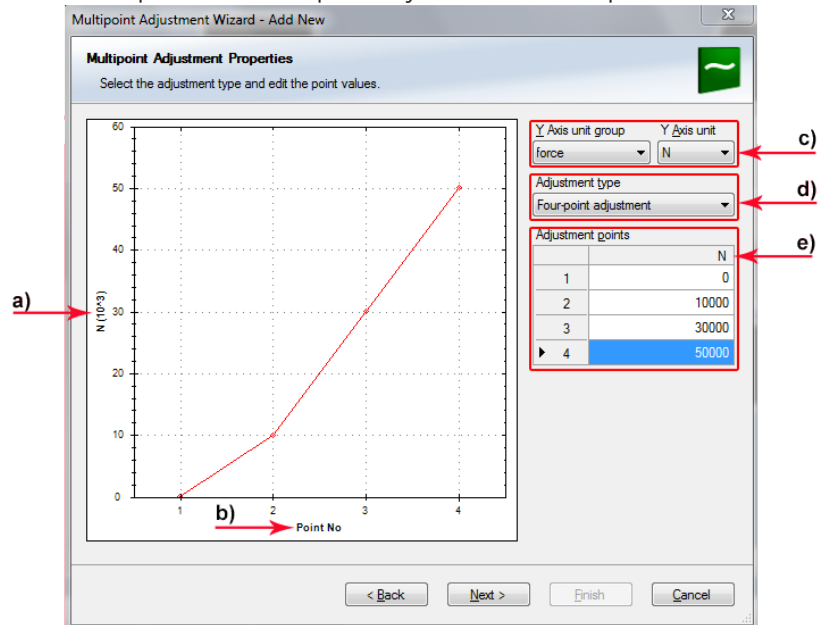 Multipoint Adjustment Wizard - Add New
Multipoint Adjustment Properties
Select the adjustment type and edit the point values.
60
50
40
30
20
10
0
N (10^3)
1 2 3 4
Point No
a)
b)
Y Axis unit group Y Axis unit
force N
c)
Adjustment type
Four-point adjustment
d)
Adjustment points
e)
N
1 0
2 10000
3 30000
4 50000
< Back Next > Finish Cancel